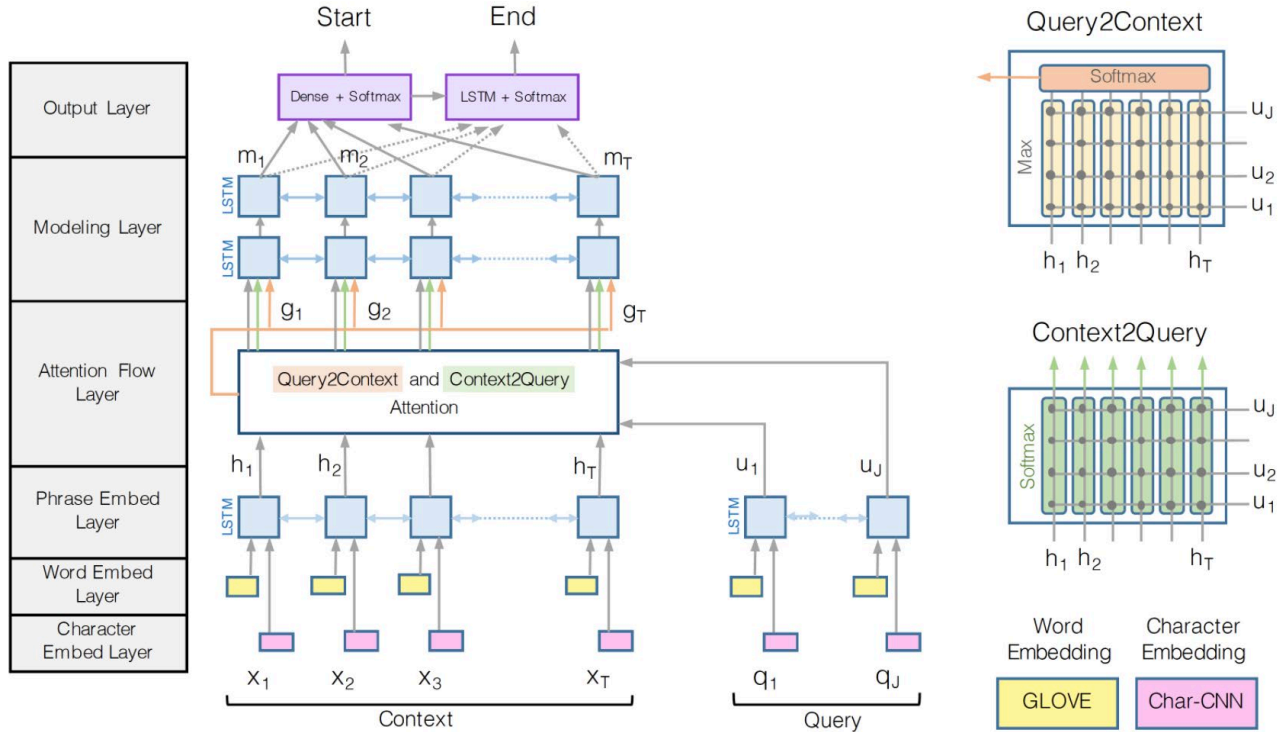 Start
End
Output Layer
Dense + Softmax
LSTM + Softmax
m1
m2
mT
Modeling Layer
LSTM
LSTM
g1
g2
gT
Attention Flow
Layer
Query2Context and Context2Query
Attention
h1
h2
hT
u1
uJ
Phrase Embed
Layer
LSTM
LSTM
Word Embed
Layer
Character
Embed Layer
x1
x2
x3
xT
q1
qJ
Context
Query
Query2Context
Softmax
Max
uJ
u2
u1
h1
h2
hT
Context2Query
Softmax
uJ
u2
u1
h1
h2
hT
Word
Embedding
GLOVE
Character
Embedding
Char-CNN